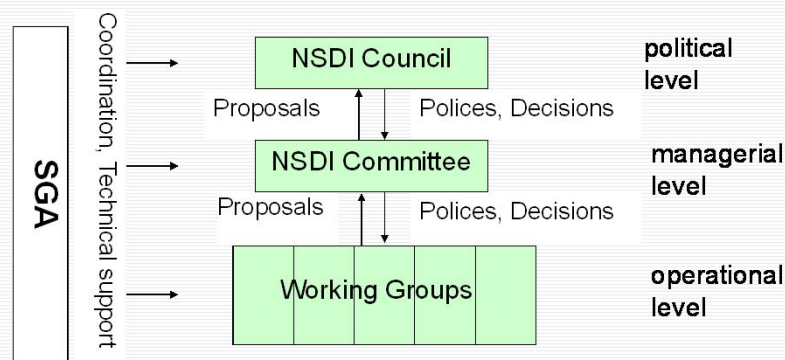 SGA
Coordination, Technical support
NSDI Council
political
level
Proposals
Polices, Decisions
NSDI Committee
managerial
level
Proposals
Polices, Decisions
Working Groups
operational
level